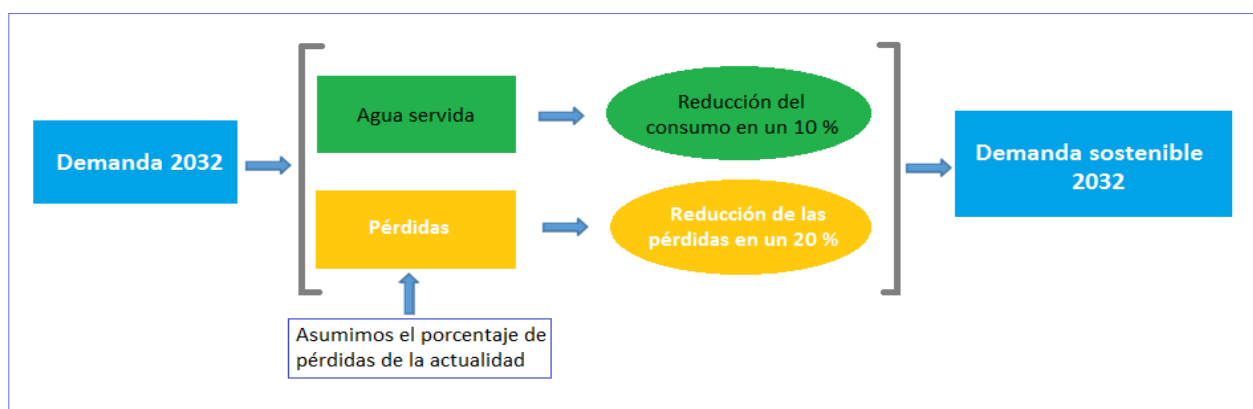 Demanda 2032
Agua servida
Reducción del
consumo en un 10 %
Pérdidas
Reducción de las
pérdidas en un 20 %
Asumimos el porcentaje de
pérdidas de la actualidad
Demanda sostenible
2032